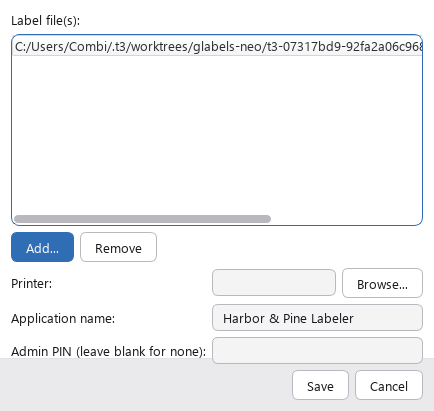 Label file(s):
C:/Users/Combi/.t3/worktrees/glabels-neo/t3-07317bd9-92fa2a06c968
Add...
Remove
Printer:
Browse...
Application name:
Harbor & Pine Labeler
Admin PIN (leave blank for none):
Save
Cancel